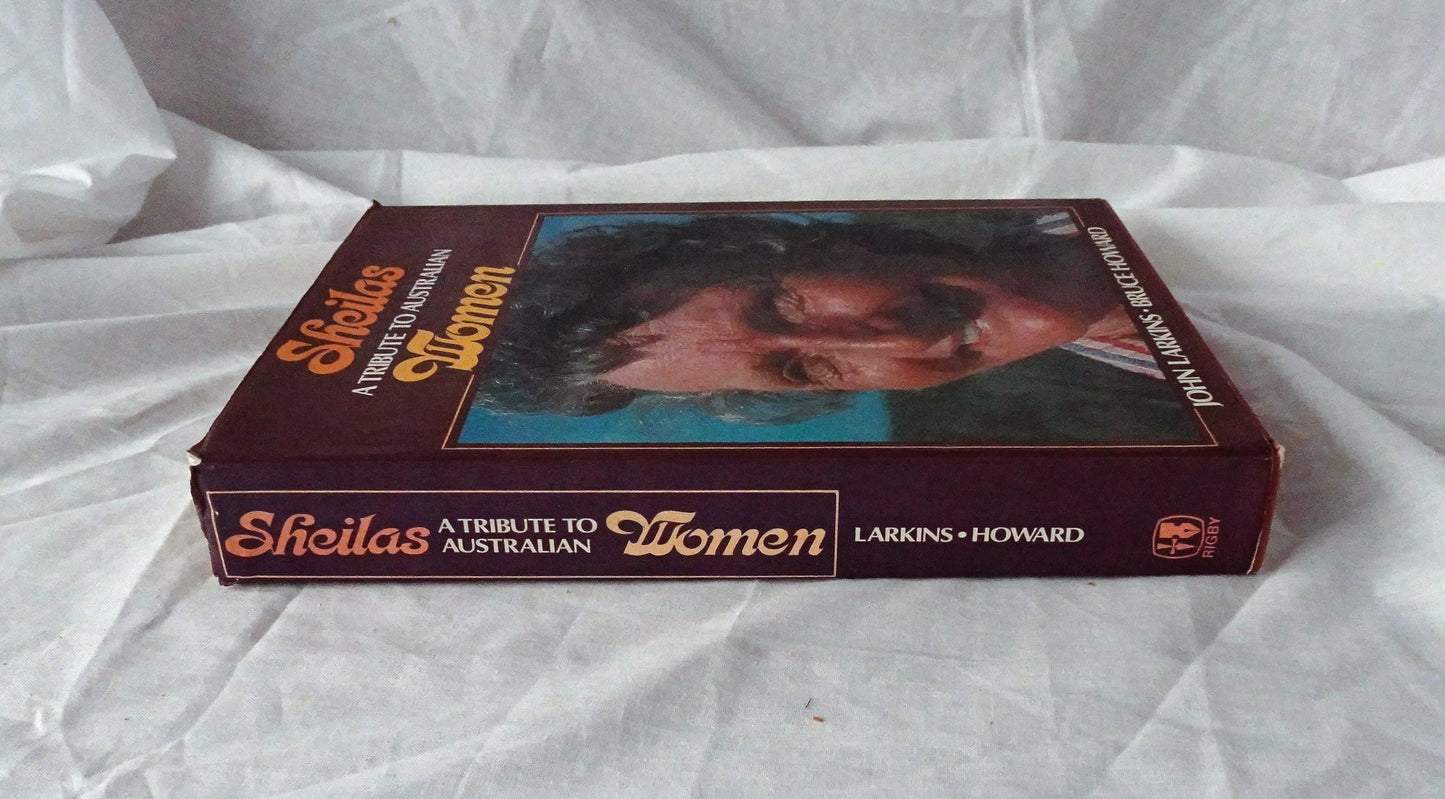 Sheilas
A TRIBUTE TO AUSTRALIAN
Women
JOHN LARKINS • BRUCE HOWARD
Sheilas
A TRIBUTE TO
AUSTRALIAN
Women
LARKINS • HOWARD
RIGBY